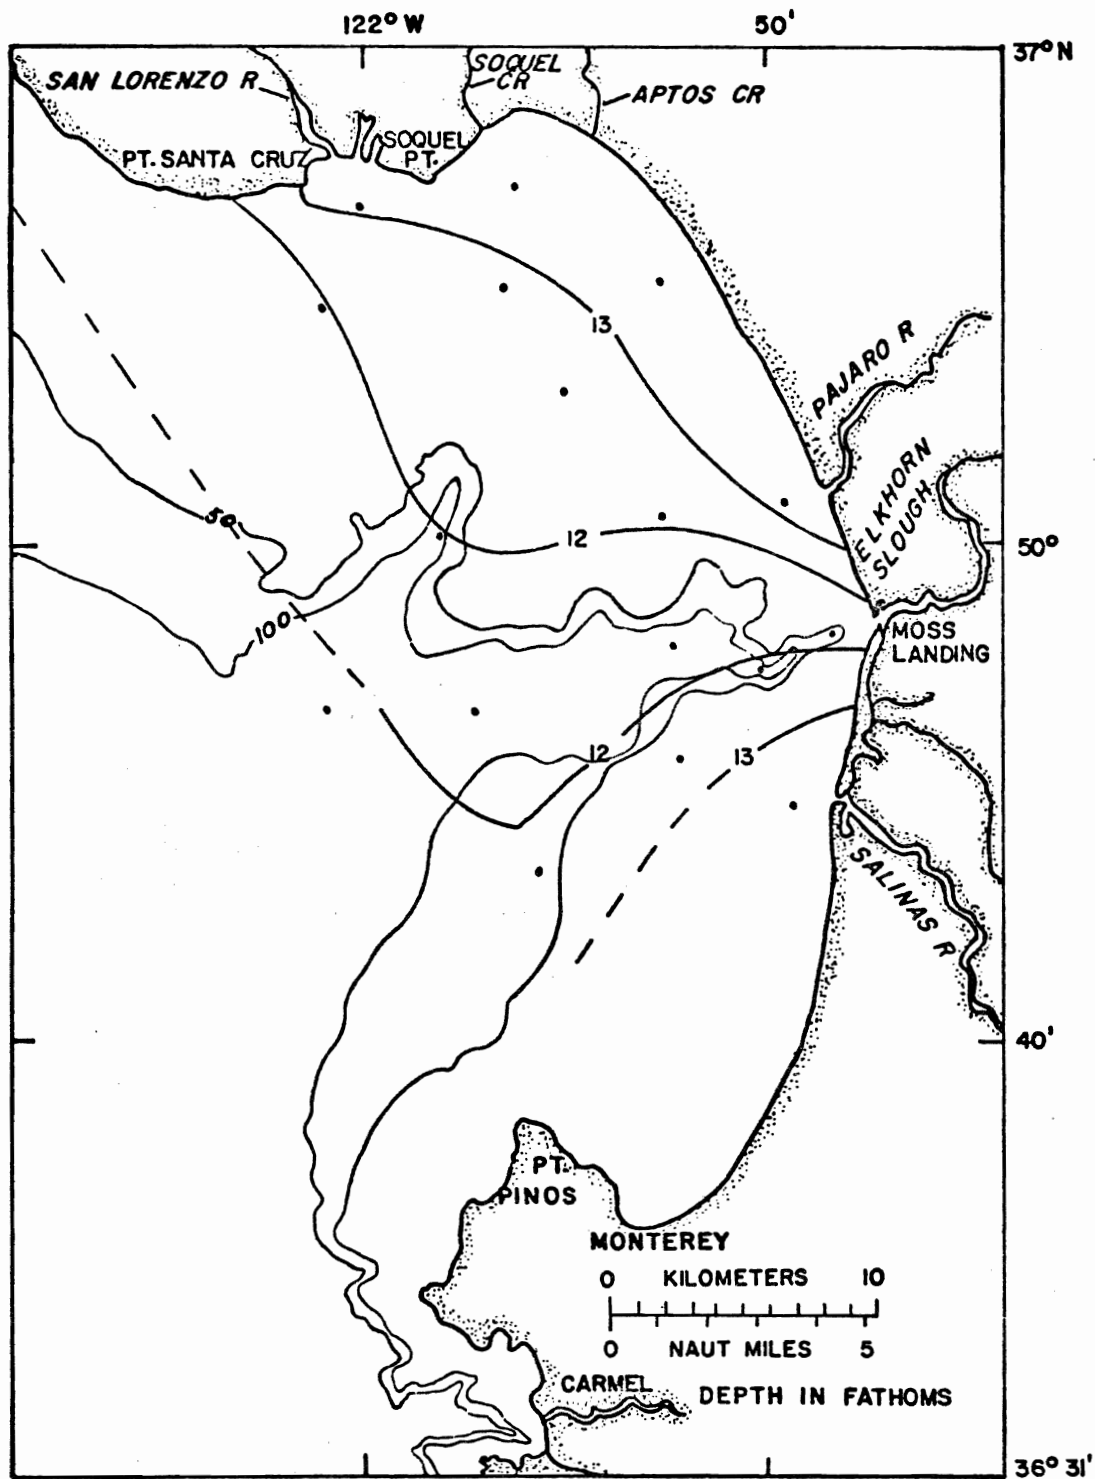 122° W
50'
37° N
SAN LORENZO R
SOQUEL
CR
APTOS CR
SOQUEL
PT.
PT. SANTA CRUZ
13
PAJARO R
ELKHORN
SLOUGH
50
12
50°
100
MOSS
LANDING
12
13
SALINAS R
40'
PT.
PINOS
MONTEREY
0 KILOMETERS 10
0 NAUT MILES 5
CARMEL
DEPTH IN FATHOMS
36° 31'